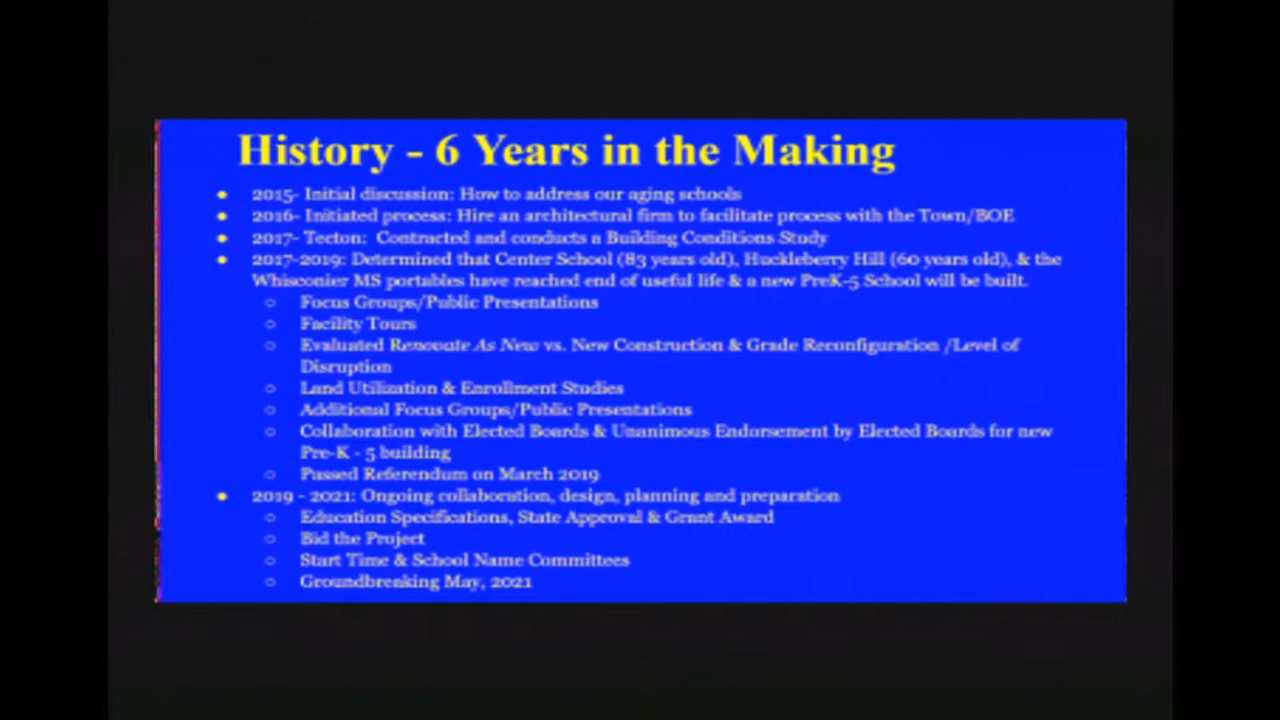 History - 6 Years in the Making
2015- Initial discussion: How to address our aging schools
2016- Initiated process: Hire an architectural firm to facilitate process with the Town/BOE
2017- Tecton: Contracted and conducts a Building Conditions Study
2017-2019: Determined that Center School (83 years old), Huckleberry Hill (60 years old), & the
Whisconier MS portables have reached end of useful life & a new PreK-5 School will be built.
Focus Groups/Public Presentations
Facility Tours
Evaluated Renovate As New vs. New Construction & Grade Reconfiguration /Level of
Disruption
Land Utilization & Enrollment Studies
Additional Focus Groups/Public Presentations
Collaboration with Elected Boards & Unanimous Endorsement by Elected Boards for new
Pre-K - 5 building
Passed Referendum on March 2019
2019 - 2021: Ongoing collaboration, design, planning and preparation
Education Specifications, State Approval & Grant Award
Bid the Project
Start Time & School Name Committees
Groundbreaking May, 2021